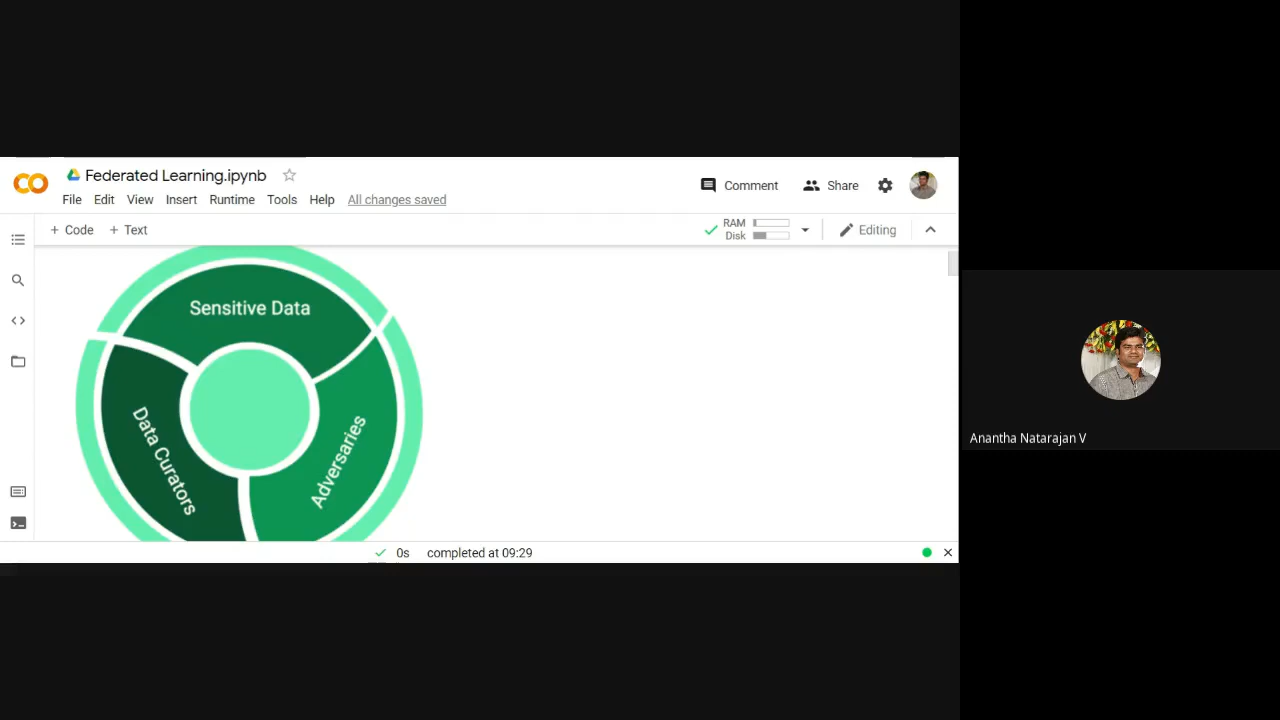 Federated Learning.ipynb
File Edit View Insert Runtime Tools Help All changes saved
Comment Share
+ Code + Text
RAM
Disk
Editing
Sensitive Data
Data Curators
Adversaries
0s completed at 09:29
Anantha Natarajan V